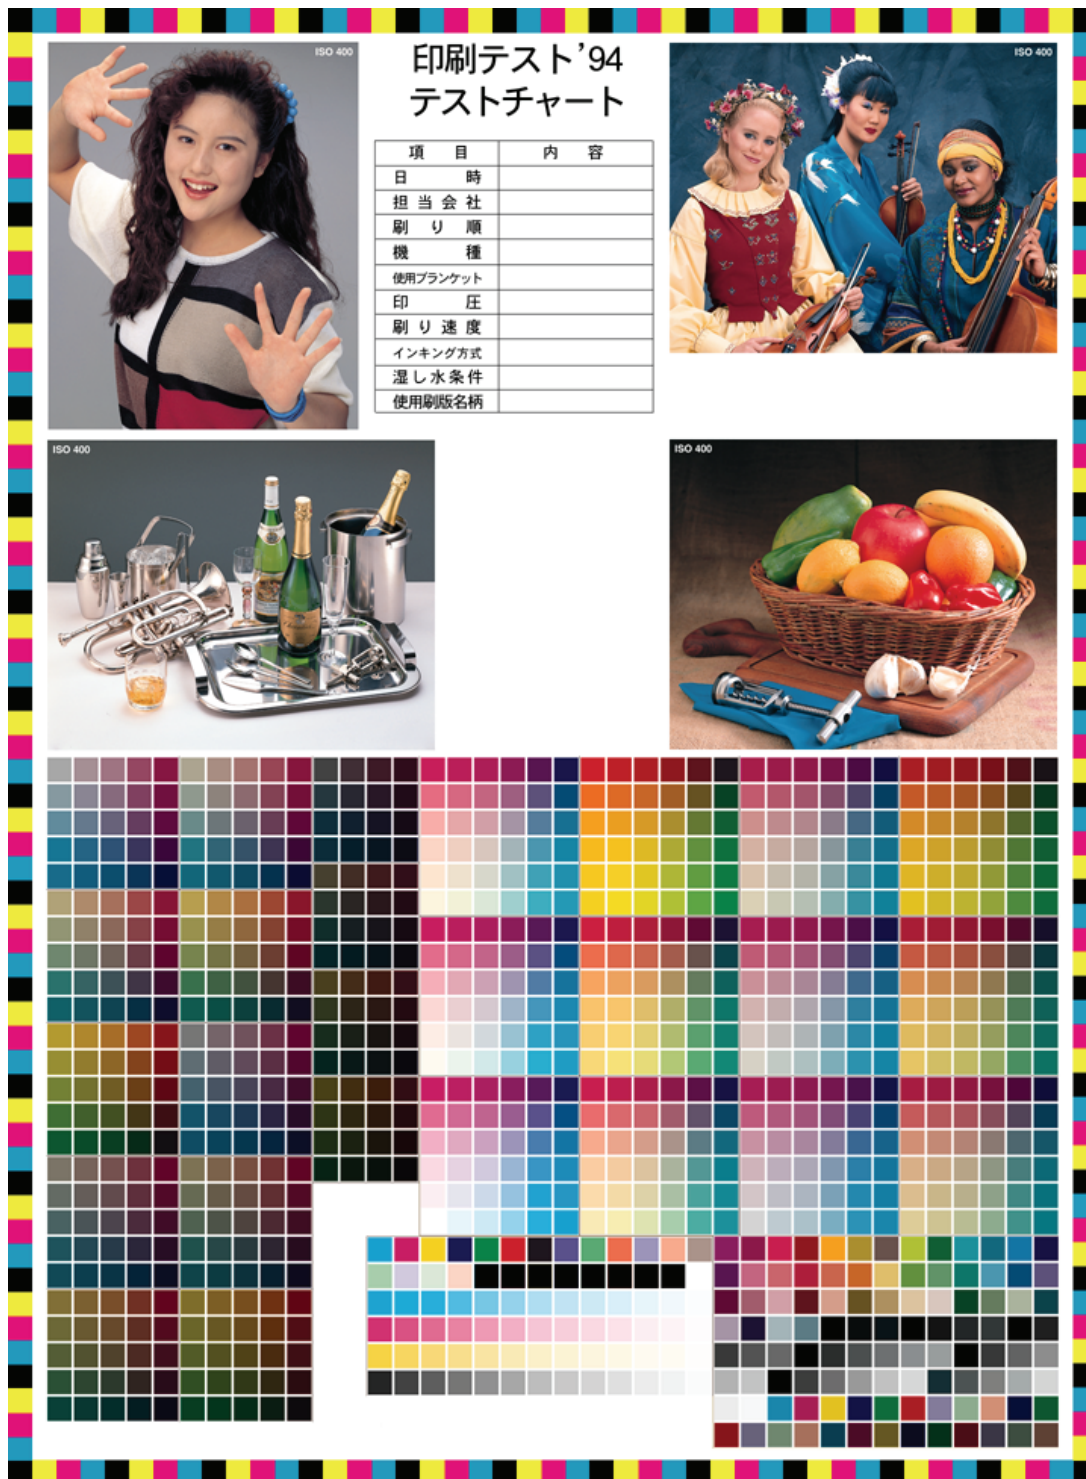 ISO 400
印刷テスト’94
テストチャート
項 目 内 容
日 時
担 当 会 社
刷 り 順
機 種
使用ブランケット
印 圧
刷 り 速 度
インキング方式
湿し水条件
使用刷版名柄
ISO 400
ISO 400
ISO 400